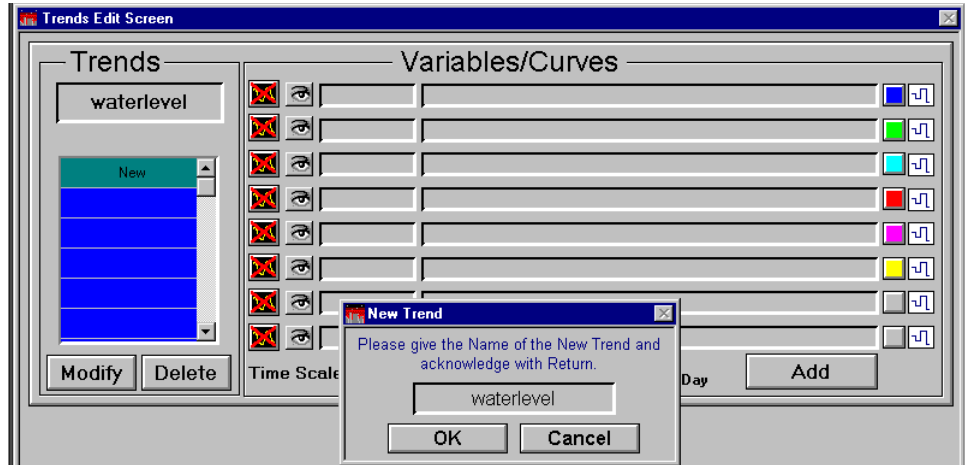 Trends Edit Screen
Trends
Variables/Curves
waterlevel
New
Modify
Delete
Time Scale
Day
Add
New Trend
Please give the Name of the New Trend and
acknowledge with Return.
waterlevel
OK
Cancel